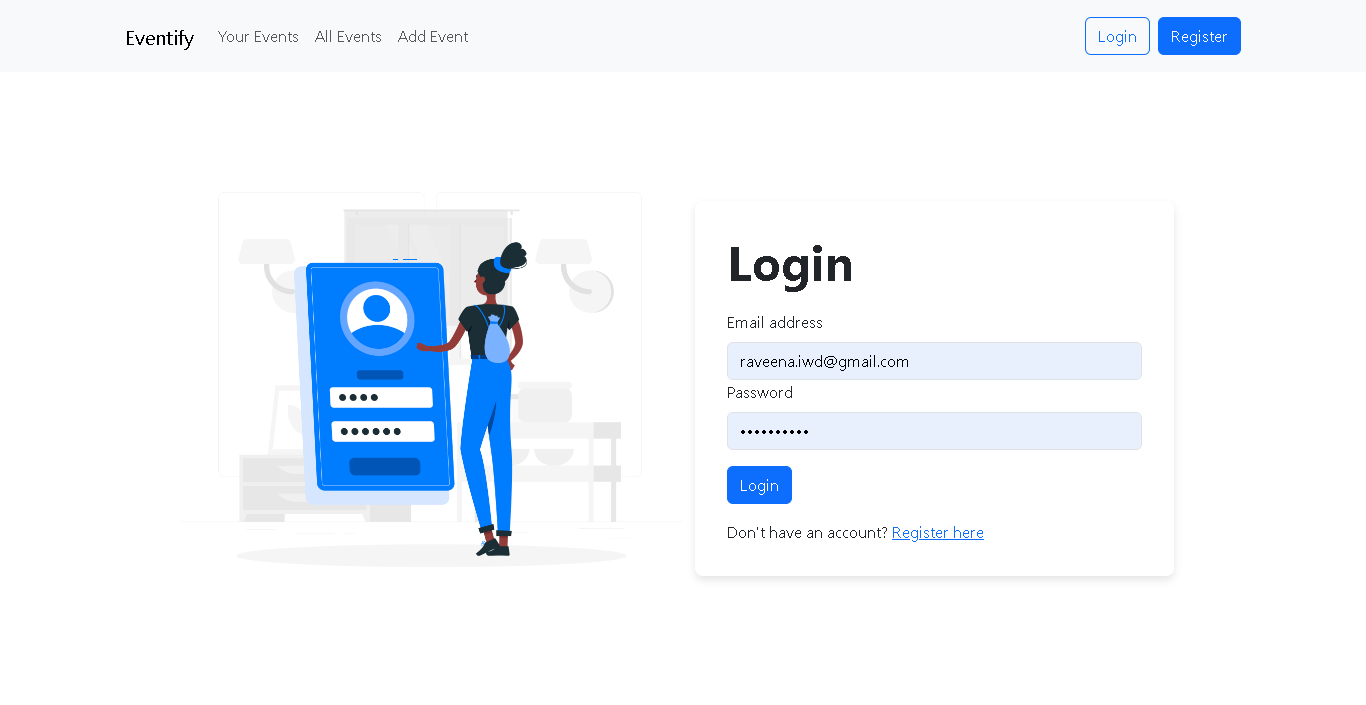 Eventify Your Events All Events Add Event Login Register
Login
Email address
raveena.iwd@gmail.com
Password
••••••••••
Login
Don't have an account? Register here